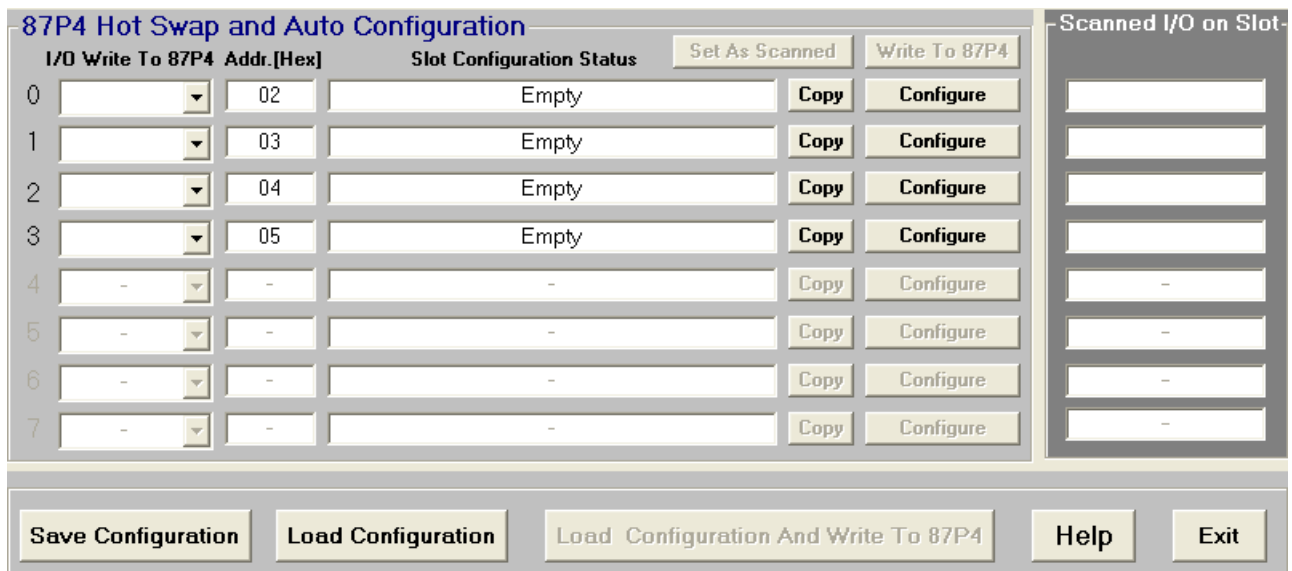 87P4 Hot Swap and Auto Configuration
Scanned I/O on Slot
I/O Write To 87P4 Addr.[Hex] Slot Configuration Status Set As Scanned Write To 87P4
0 02 Empty Copy Configure
1 03 Empty Copy Configure
2 04 Empty Copy Configure
3 05 Empty Copy Configure
4 - - - Copy Configure -
5 - - - Copy Configure -
6 - - - Copy Configure -
7 - - - Copy Configure -
Save Configuration Load Configuration Load Configuration And Write To 87P4 Help Exit